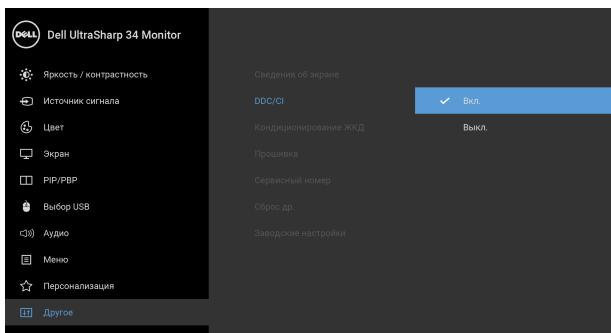 DELL Dell UltraSharp 34 Monitor
Яркость / контрастность
Сведения об экране
Источник сигнала
DDC/CI
Вкл.
Цвет
Кондиционирование ЖКД
Выкл.
Экран
Прошивка
PIP/PBP
Сервисный номер
Выбор USB
Сброс др.
Аудио
Заводские настройки
Меню
Персонализация
Другое